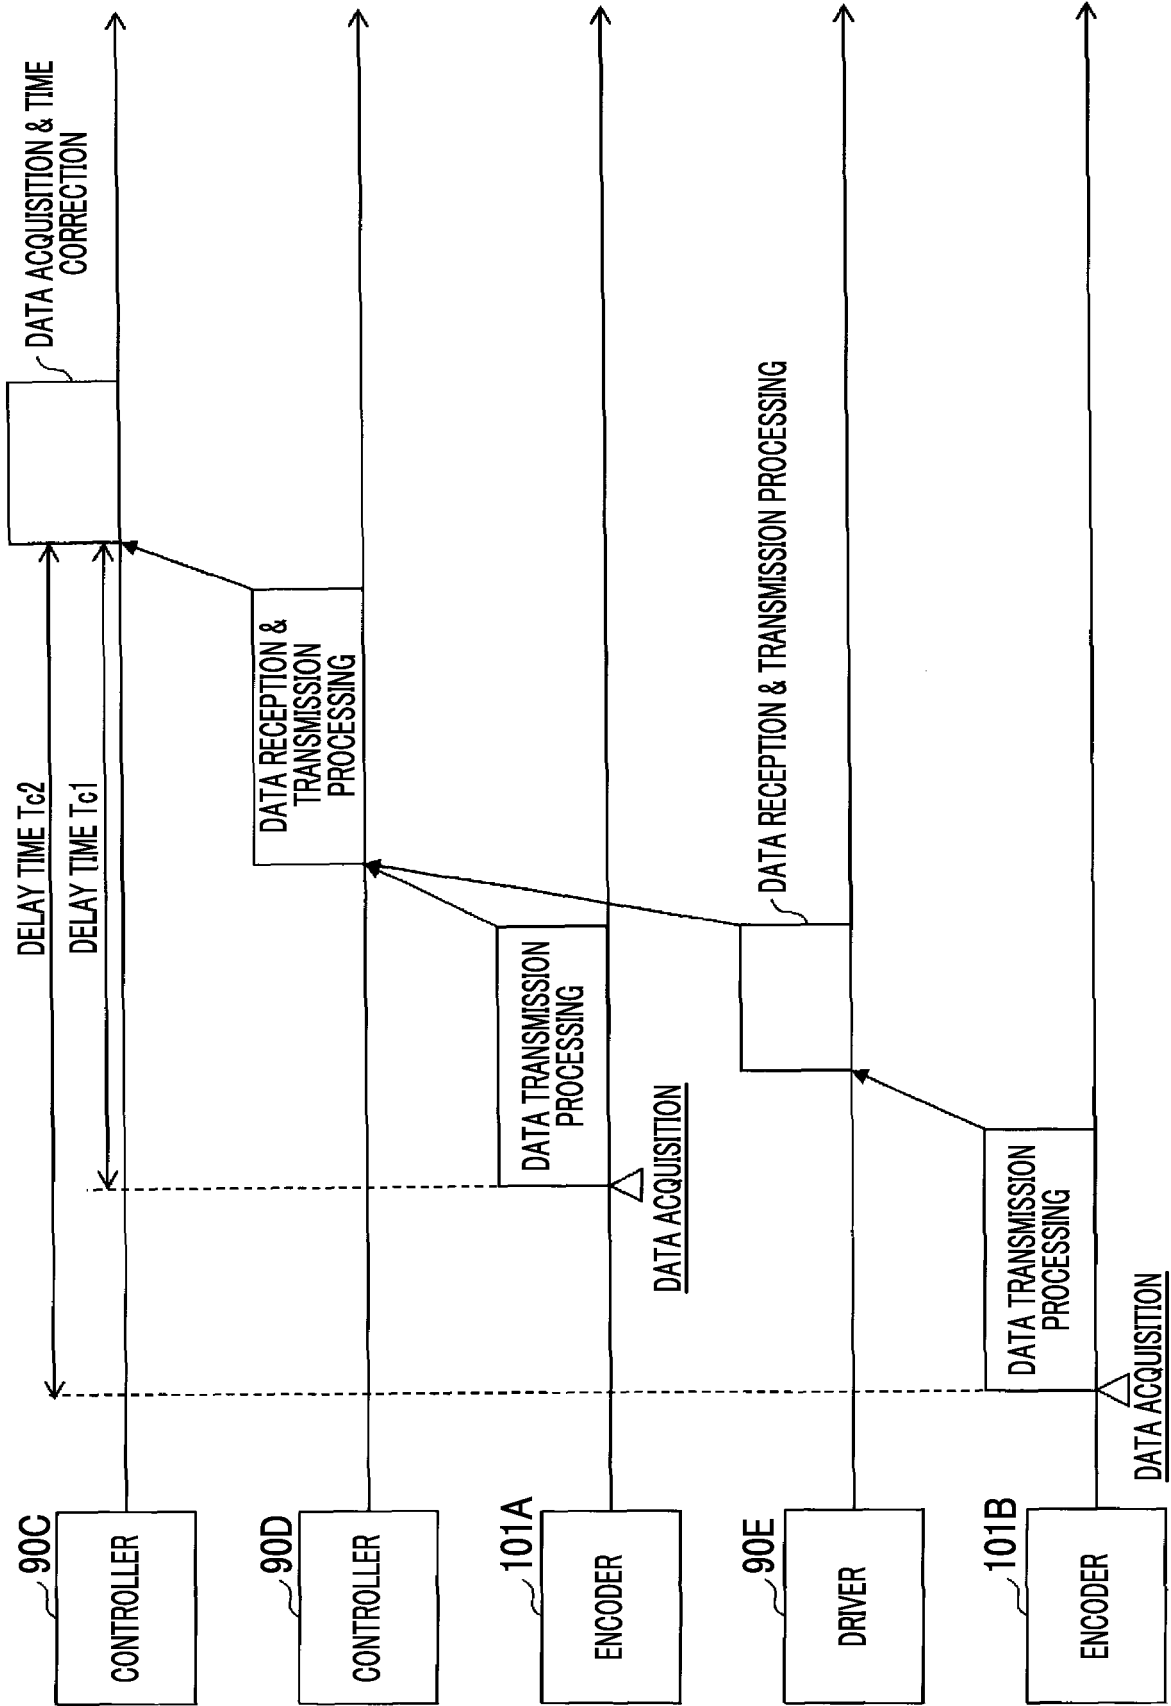 DELAY TIME Tc2
DELAY TIME Tc1
DATA ACQUISITION & TIME
CORRECTION
90C
CONTROLLER
DATA RECEPTION &
TRANSMISSION
PROCESSING
90D
CONTROLLER
DATA TRANSMISSION
PROCESSING
DATA ACQUISITION
101A
ENCODER
DATA RECEPTION & TRANSMISSION PROCESSING
90E
DRIVER
DATA TRANSMISSION
PROCESSING
DATA ACQUISITION
101B
ENCODER